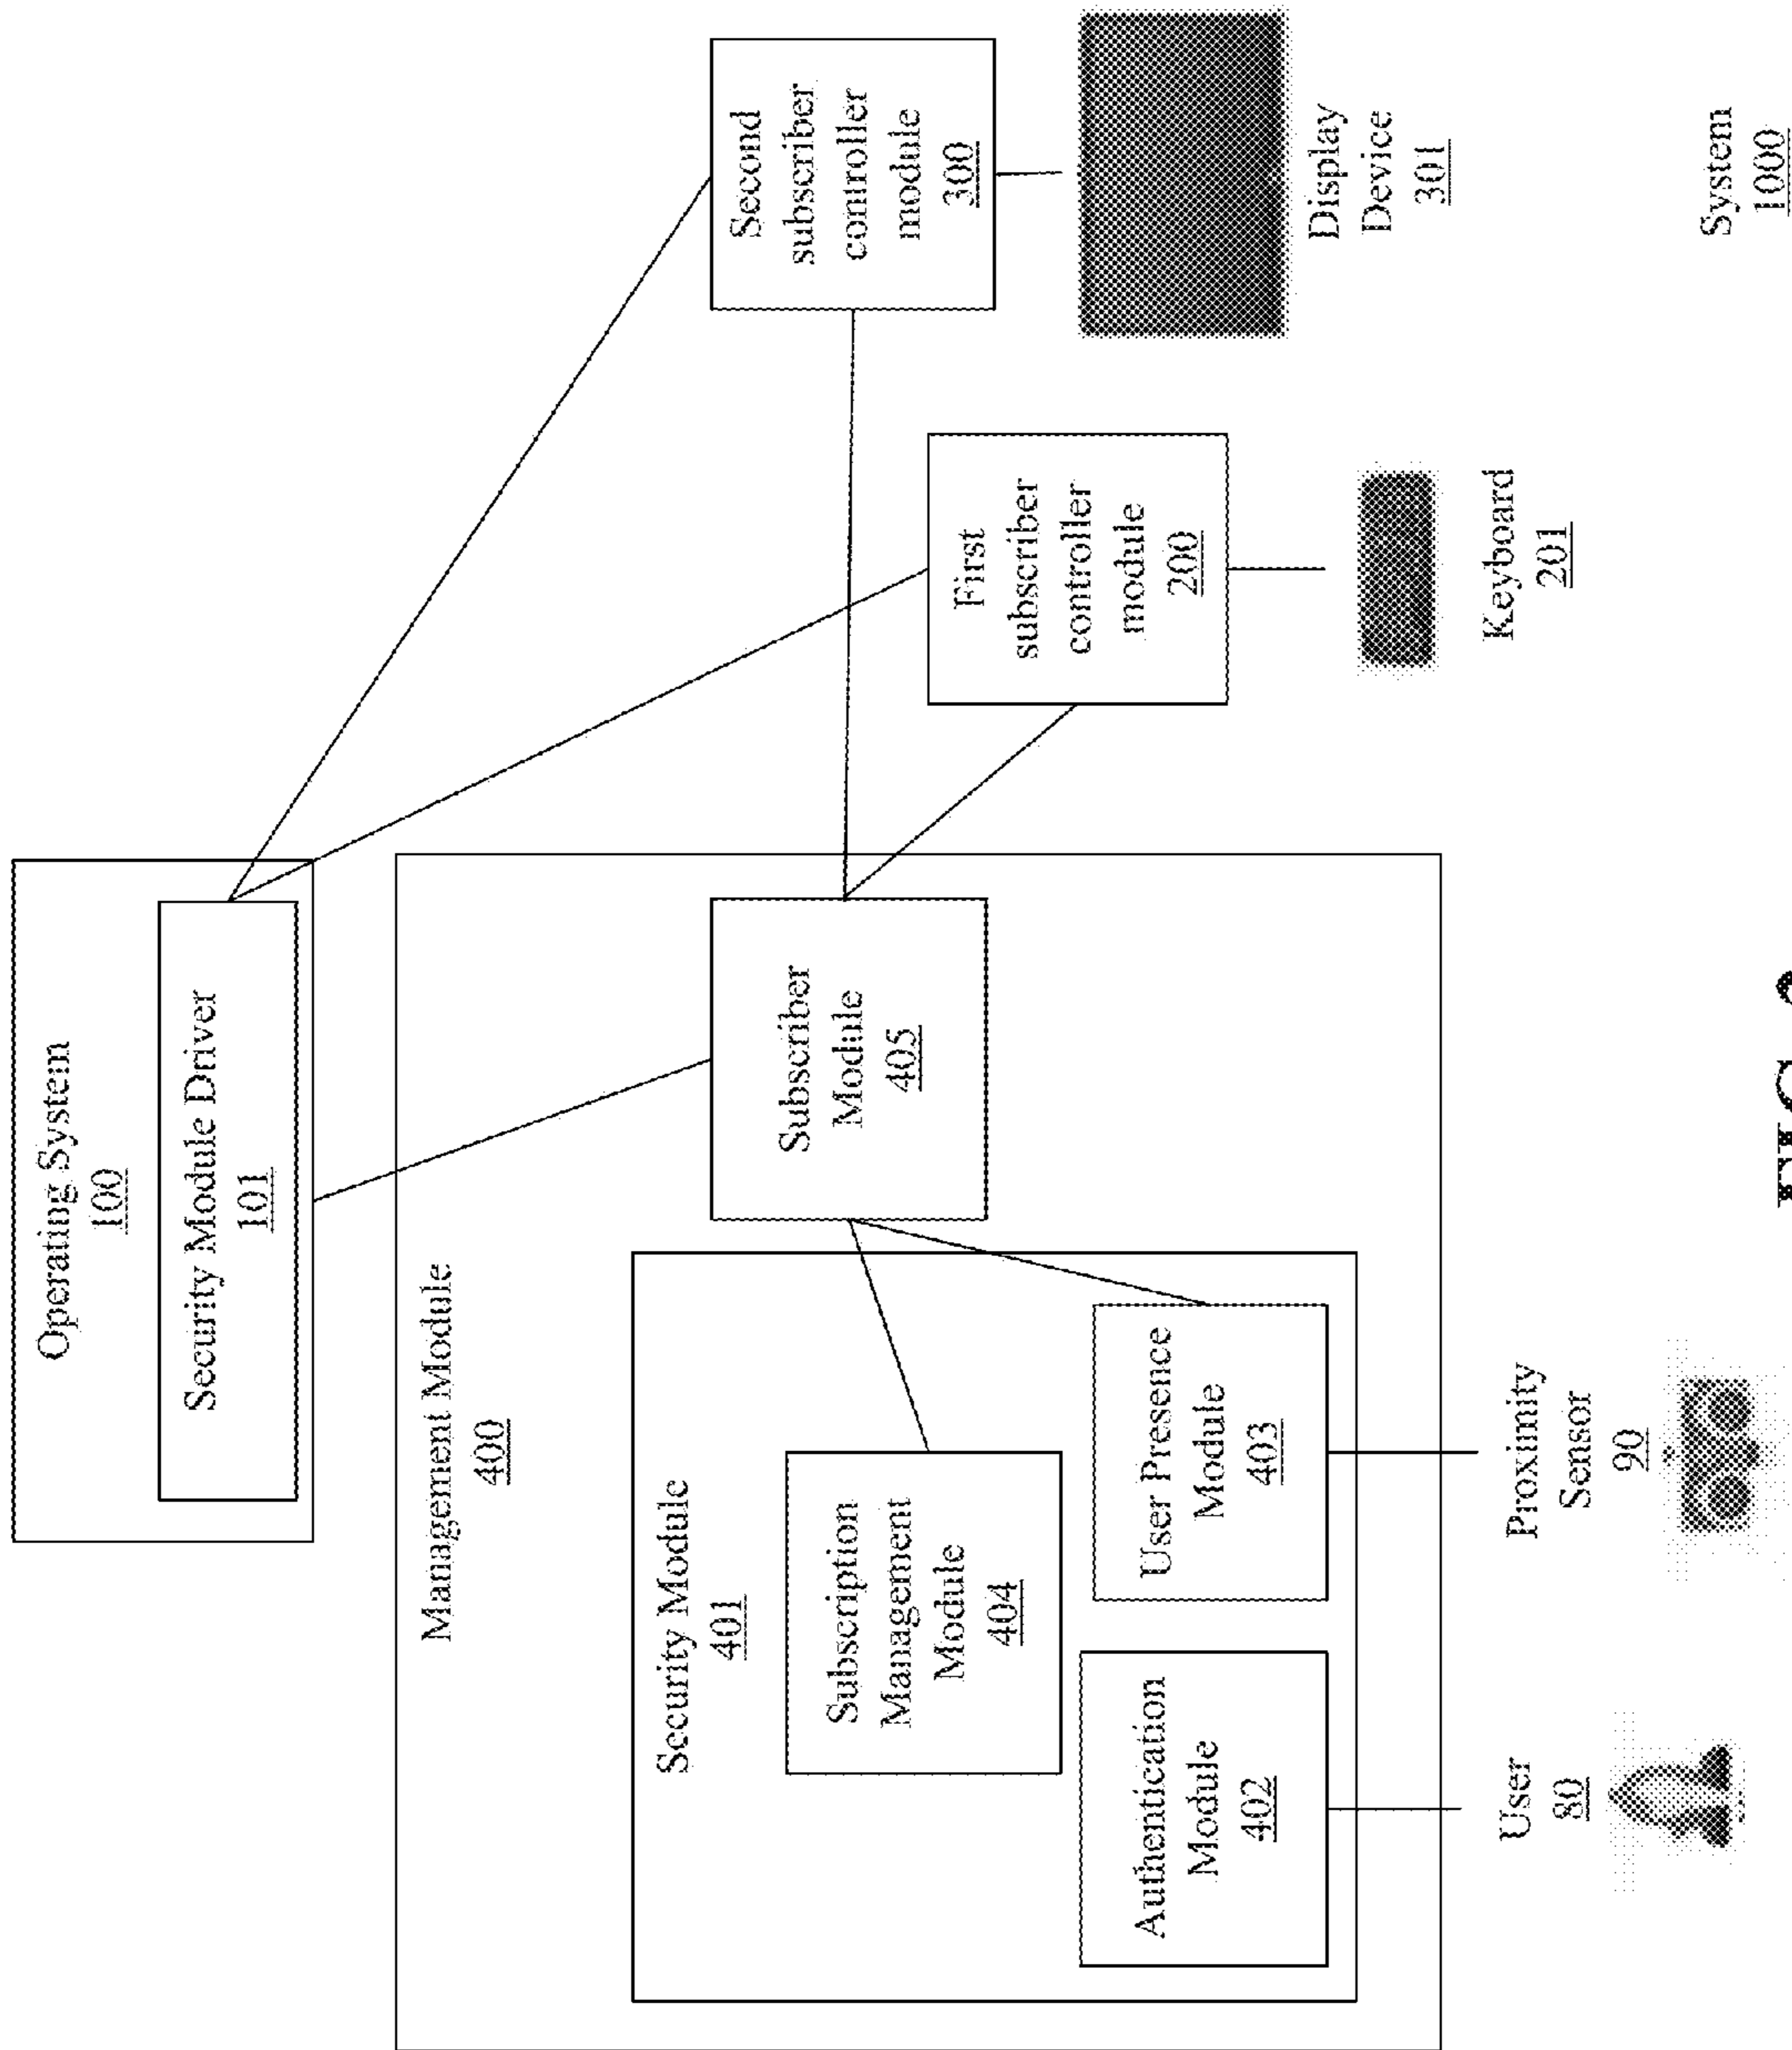 Operating System
100
Security Module Driver
101
Management Module
400
Security Module
401
Subscription
Management
Module
404
Authentication
Module
402
User Presence
Module
403
Subscriber
Module
405
First
subscriber
controller
module
200
Second
subscriber
controller
module
300
User
80
Proximity
Sensor
90
Keyboard
201
Display
Device
301
System
1000